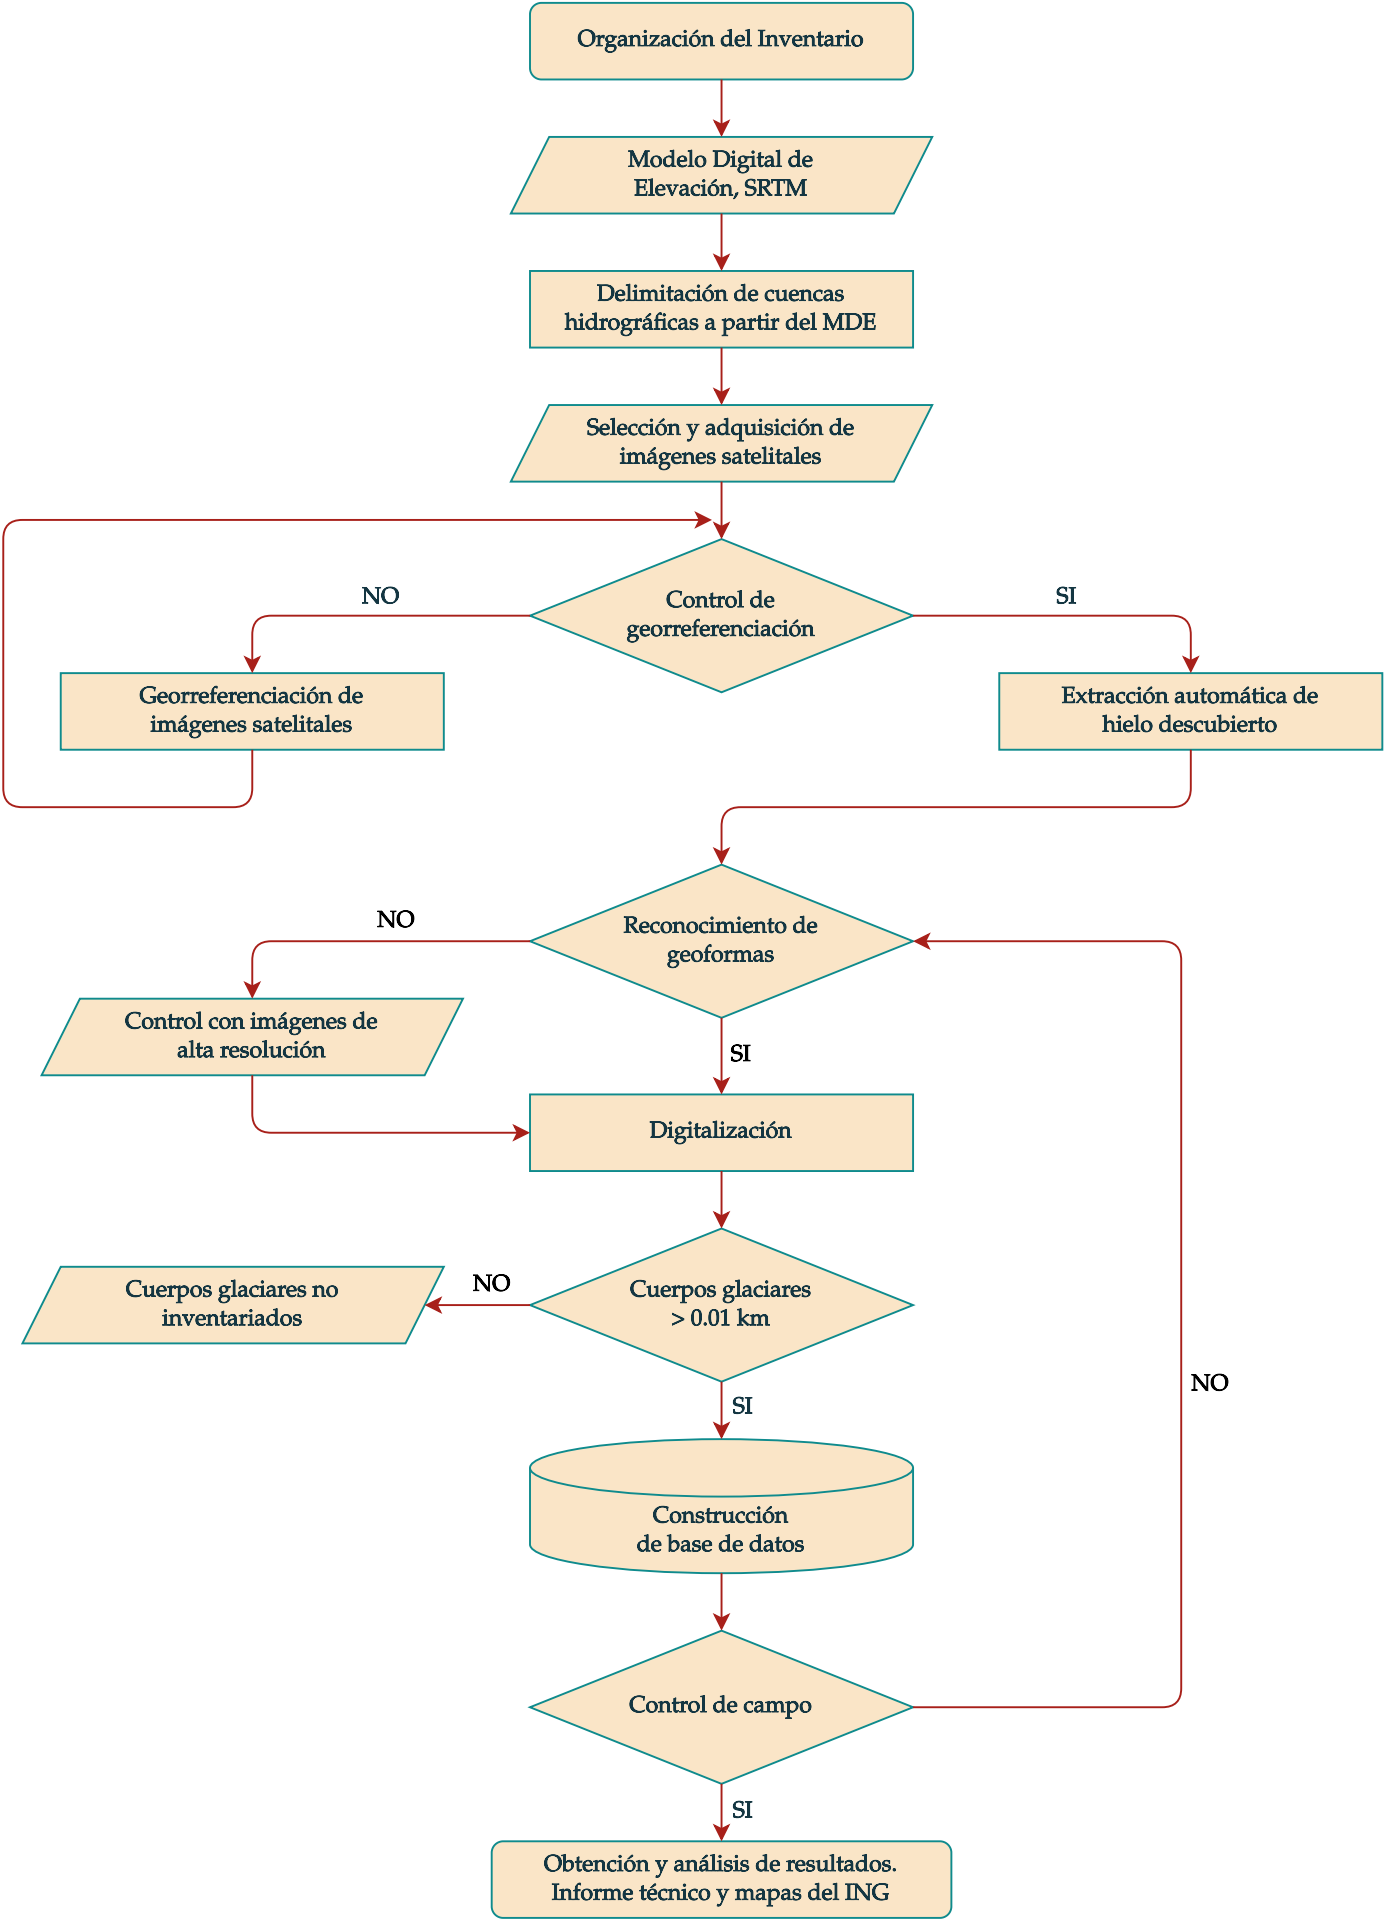 Organización del Inventario
Modelo Digital de
Elevación, SRTM
Delimitación de cuencas
hidrográficas a partir del MDE
Selección y adquisición de
imágenes satelitales
Control de
georreferenciación
NO
SI
Georreferenciación de
imágenes satelitales
Extracción automática de
hielo descubierto
Reconocimiento de
geoformas
NO
Control con imágenes de
alta resolución
SI
Digitalización
Cuerpos glaciares
> 0.01 km
NO
Cuerpos glaciares no
inventariados
SI
Construcción
de base de datos
Control de campo
NO
SI
Obtención y análisis de resultados.
Informe técnico y mapas del ING